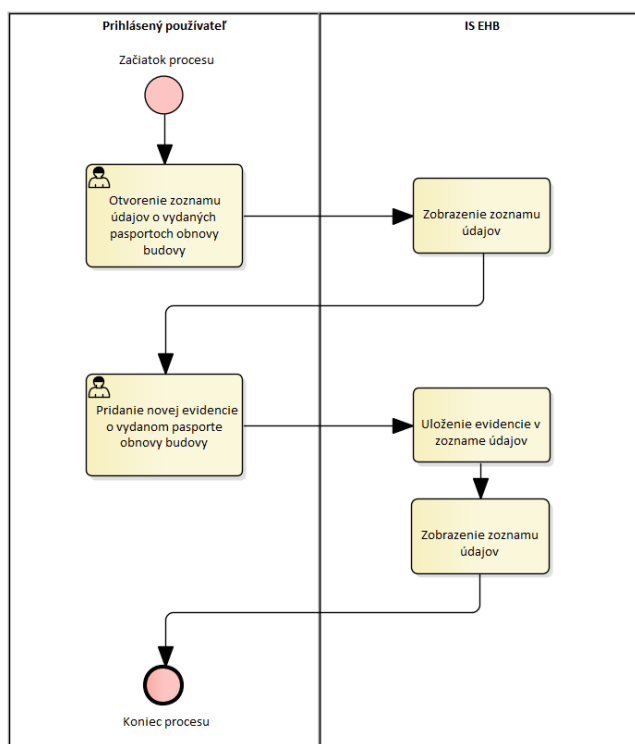 Prihlásený používateľ
IS EHB
Začiatok procesu
Otvorenie zoznamu
údajov o vydaných
pasportoch obnovy
budovy
Zobrazenie zoznamu
údajov
Pridanie novej evidencie
o vydanom pasporte
obnovy budovy
Uloženie evidencie v
zozname údajov
Zobrazenie zoznamu
údajov
Koniec procesu